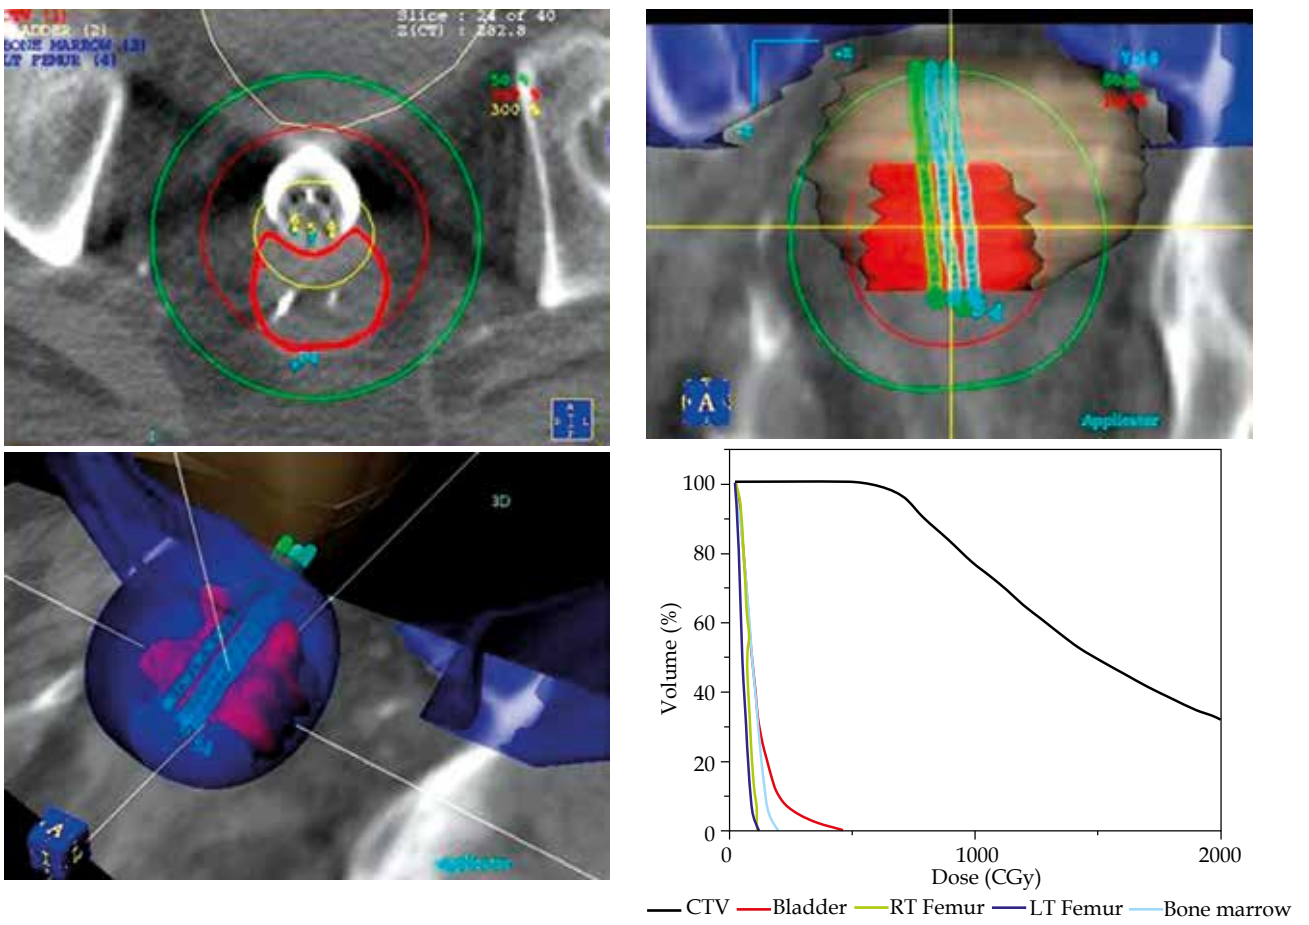 CTV (1)
BLADDER (2)
BONE MARROW (3)
LT FEMUR (4)
Slice : 24 of 40
Z(CT) : 282.8
50 %
300 %
A
L
A
Applicator
3D
A
L
Applicator
Volume (%)
100
80
60
40
20
0
0
1000
2000
Dose (CGy)
CTV Bladder RT Femur LT Femur Bone marrow